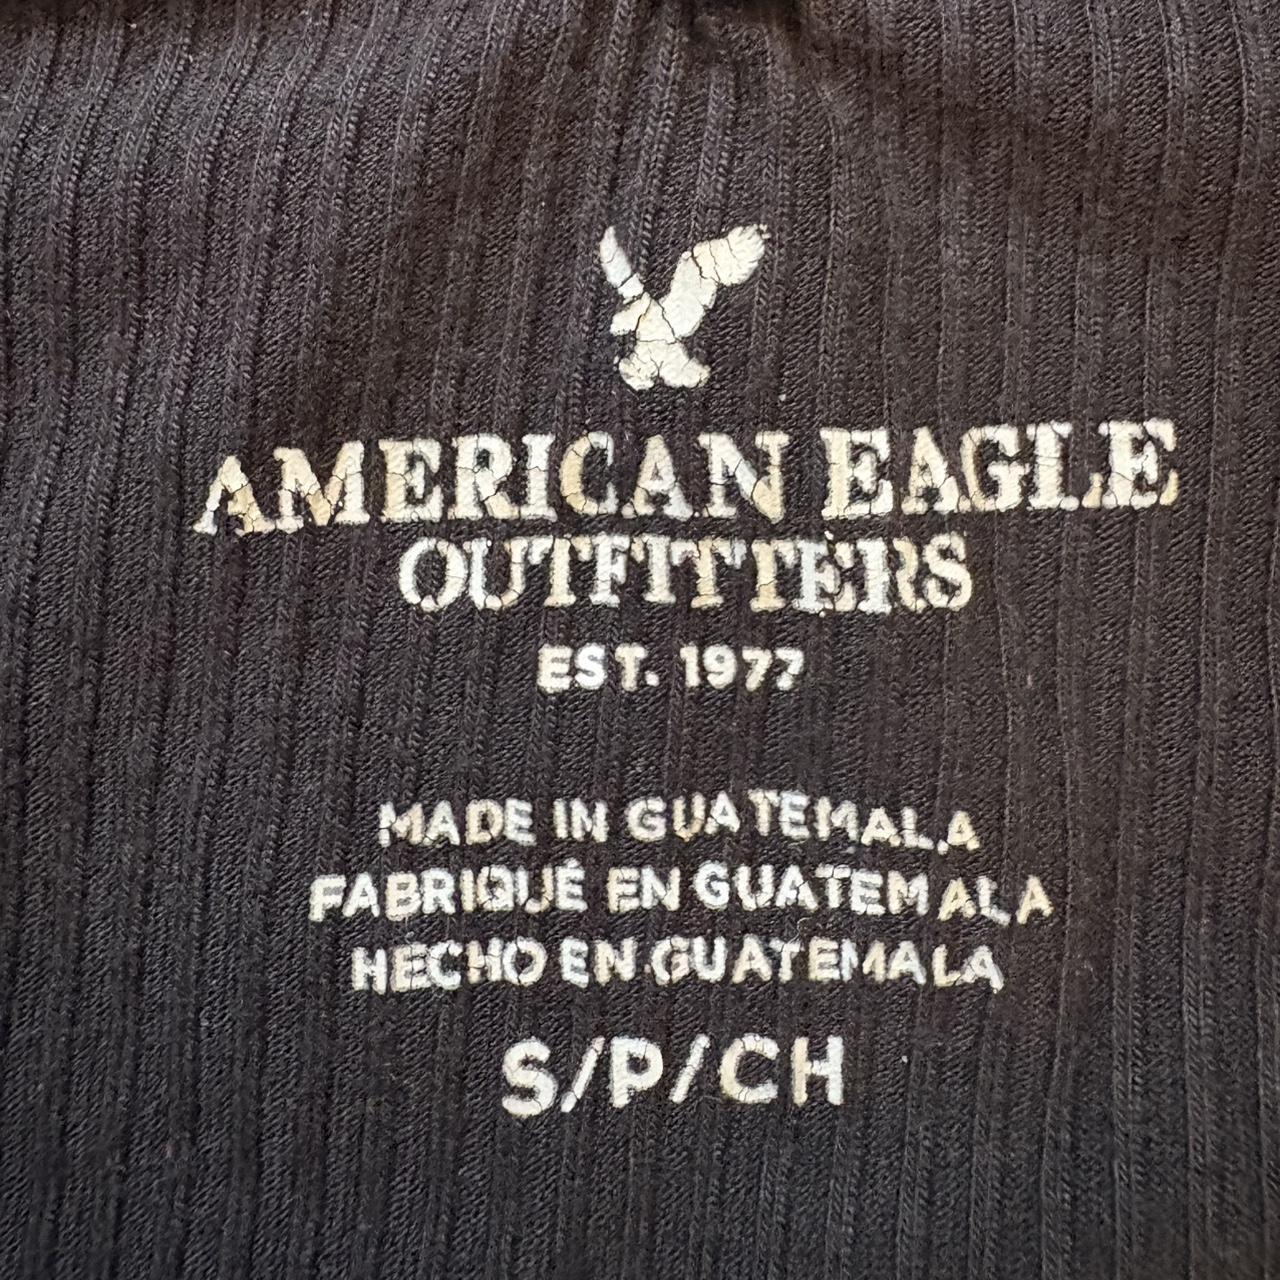 AMERICAN EAGLE
OUTFITTERS
EST. 1977
MADE IN GUATEMALA
FABRIQUÉ EN GUATEMALA
HECHO EN GUATEMALA
S/P/CH